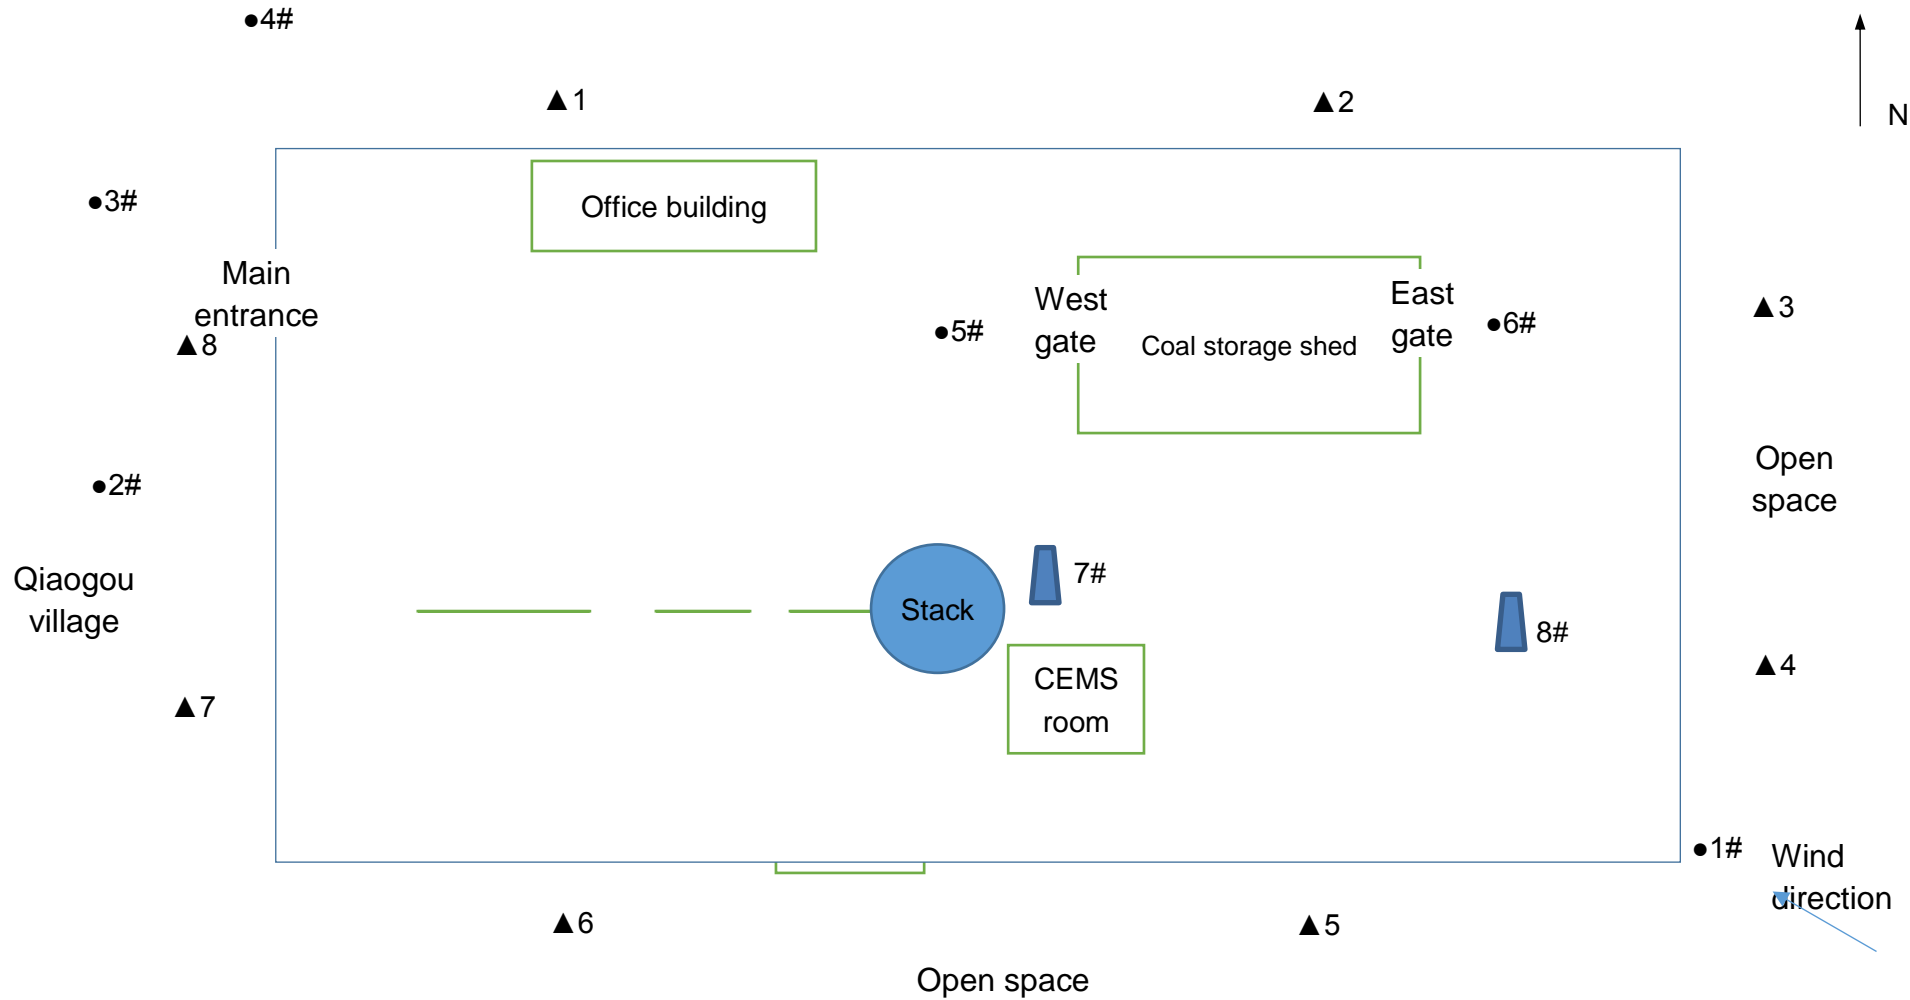 ●4#
▲1
▲2
N
●3#
Office building
Main
entrance
▲8
West
gate
East
gate
Coal storage shed
●5#
●6#
▲3
●2#
Open
space
Qiaogou
village
Stack
7#
8#
CEMS
room
▲4
▲7
●1#
Wind
direction
▲6
▲5
Open space